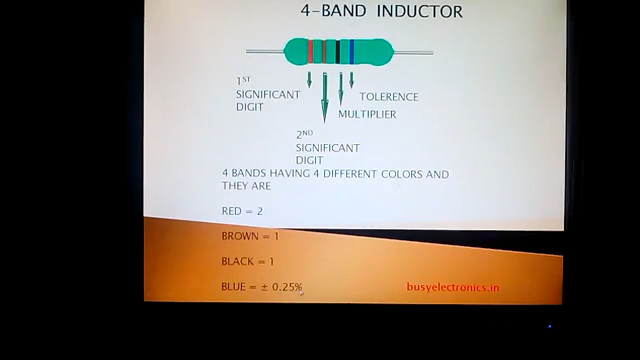 4-BAND INDUCTOR
1ST
SIGNIFICANT
DIGIT
TOLERENCE
MULTIPLIER
2ND
SIGNIFICANT
DIGIT
4 BANDS HAVING 4 DIFFERENT COLORS AND
THEY ARE
RED = 2
BROWN = 1
BLACK = 1
BLUE = ± 0.25%
busyelectronics.in